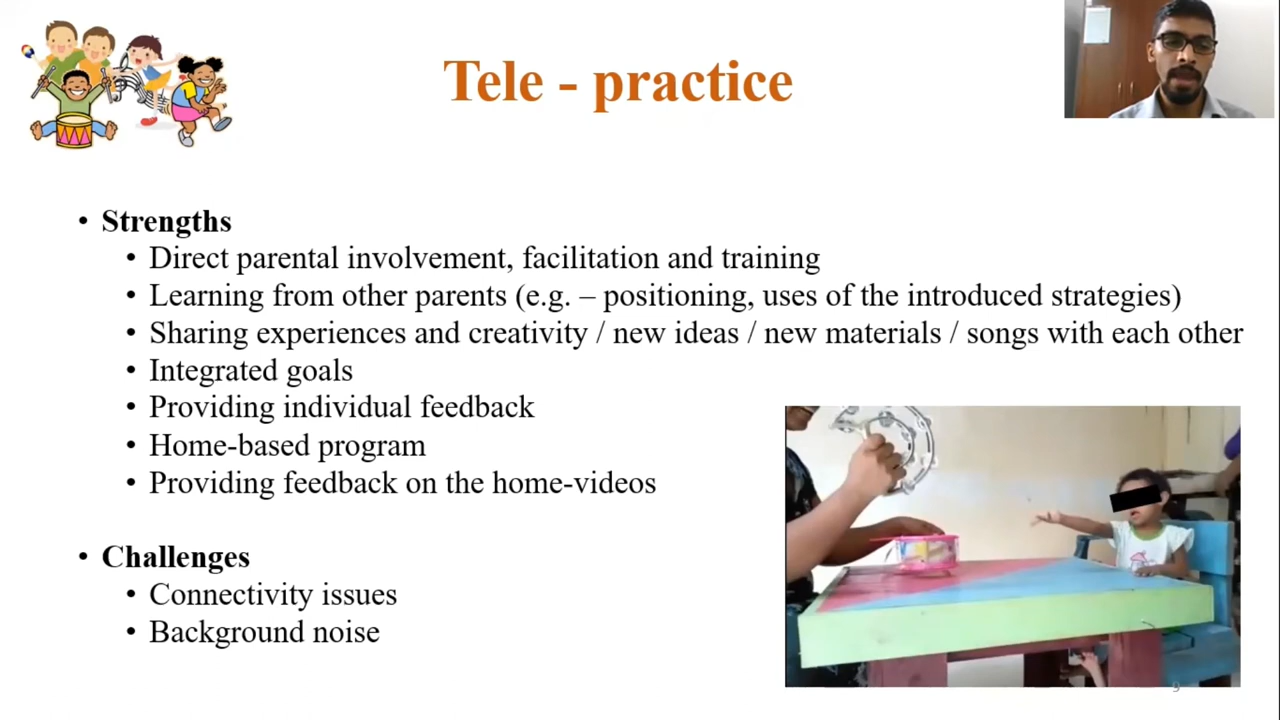 Tele - practice
• Strengths
• Direct parental involvement, facilitation and training
• Learning from other parents (e.g. – positioning, uses of the introduced strategies)
• Sharing experiences and creativity / new ideas / new materials / songs with each other
• Integrated goals
• Providing individual feedback
• Home-based program
• Providing feedback on the home-videos
• Challenges
• Connectivity issues
• Background noise
9